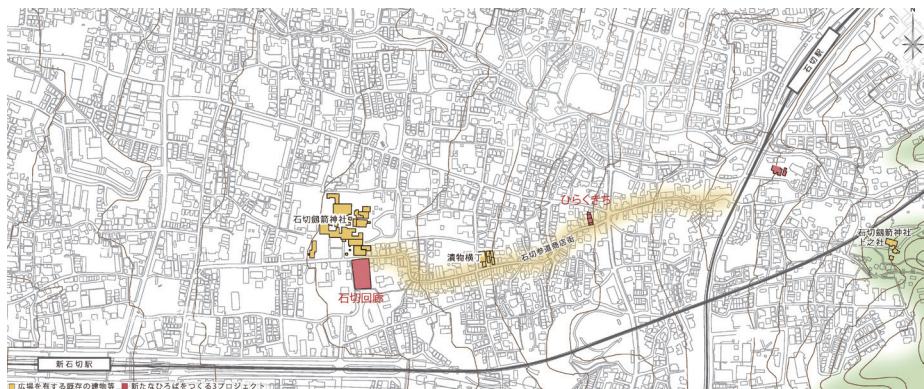 N
石切駅
ひらくきち
石切劔箭神社
石切劔箭神社
上之社
漬物横丁
石切参道商店街
石切回廊
新石切駅
広場を有する既存の建物等 新たなひろばをつくる3プロジェクト